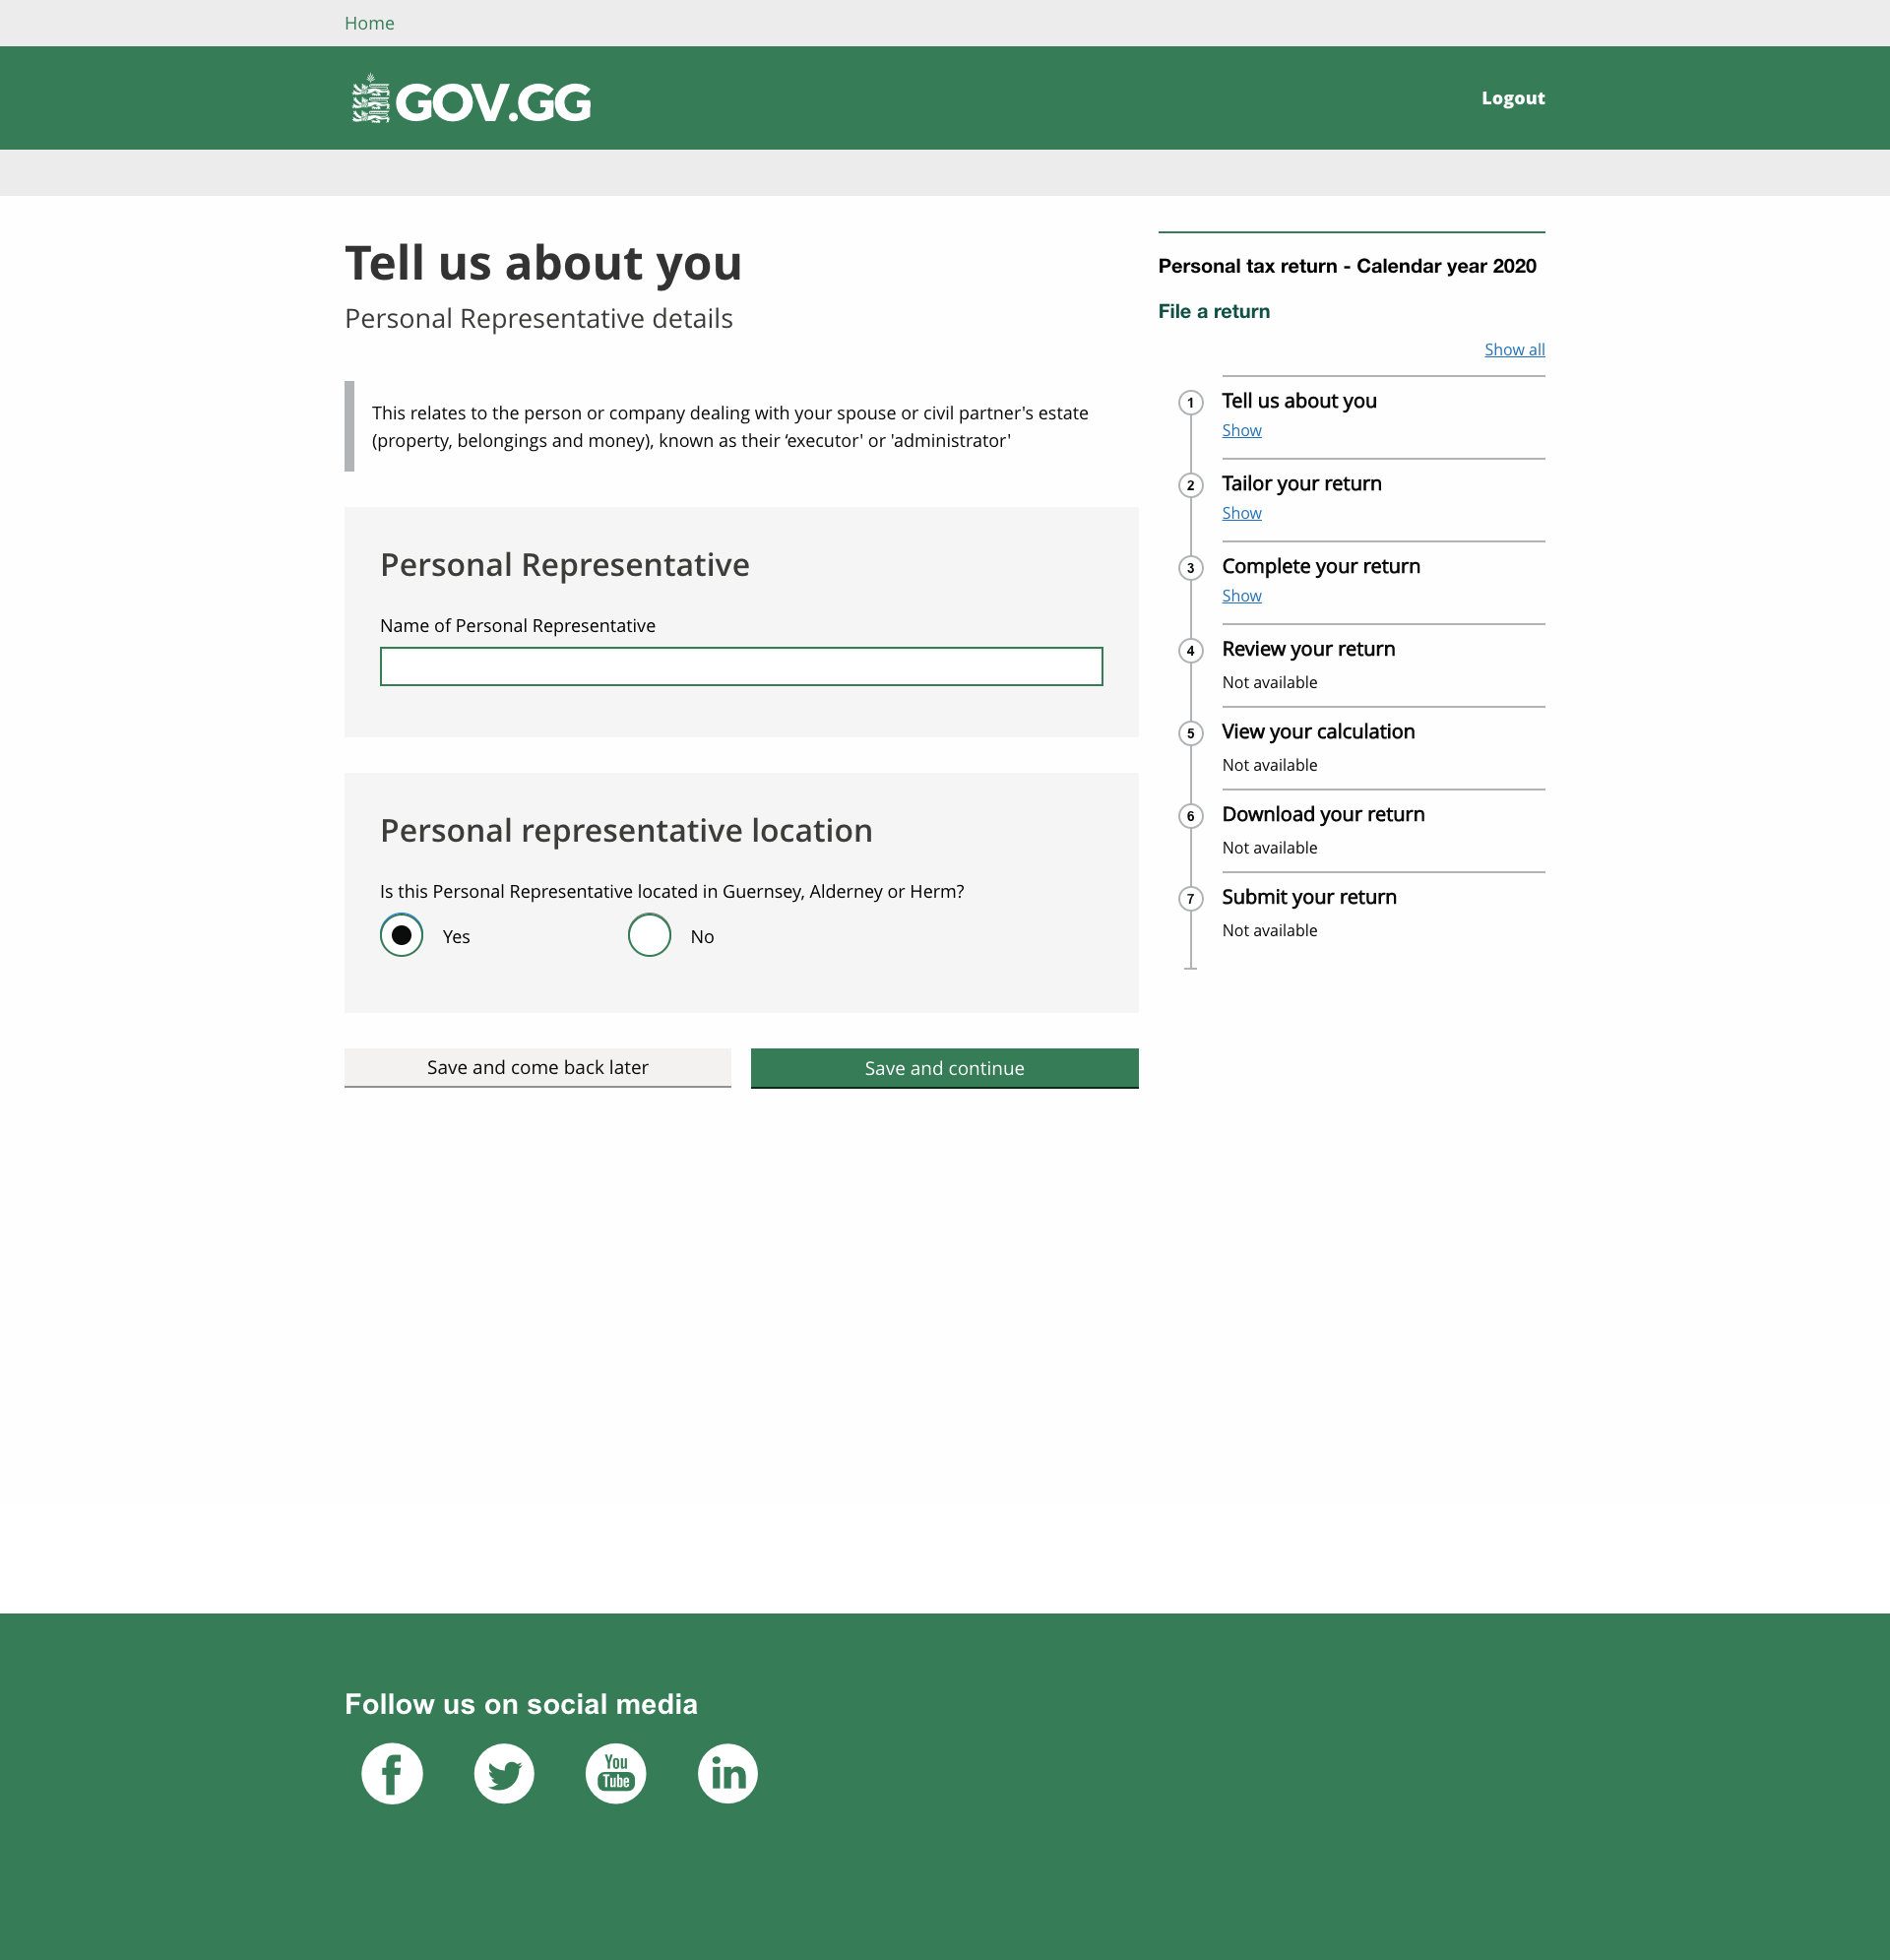 Home
GOV.GG
Logout
Tell us about you
Personal Representative details
This relates to the person or company dealing with your spouse or civil partner's estate
(property, belongings and money), known as their ‘executor' or 'administrator'
Personal Representative
Name of Personal Representative
Personal representative location
Is this Personal Representative located in Guernsey, Alderney or Herm?
Yes
No
Save and come back later
Save and continue
Personal tax return - Calendar year 2020
File a return
Show all
1
Tell us about you
Show
2
Tailor your return
Show
3
Complete your return
Show
4
Review your return
Not available
5
View your calculation
Not available
6
Download your return
Not available
7
Submit your return
Not available
Follow us on social media
f
You
Tube
in